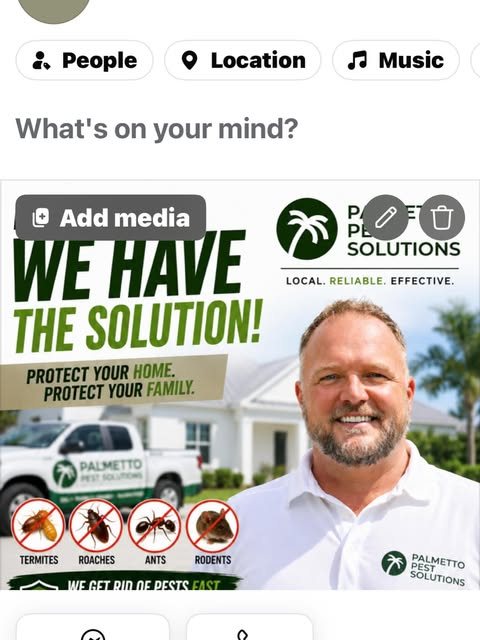 People
Location
Music
What's on your mind?
Add media
WE HAVE
THE SOLUTION!
PROTECT YOUR HOME.
PROTECT YOUR FAMILY.
SOLUTIONS
LOCAL. RELIABLE. EFFECTIVE.
PALMETTO
PEST SOLUTIONS
TERMITES
ROACHES
ANTS
RODENTS
PALMETTO
PEST
SOLUTIONS
WE GET RID OF PESTS FAST